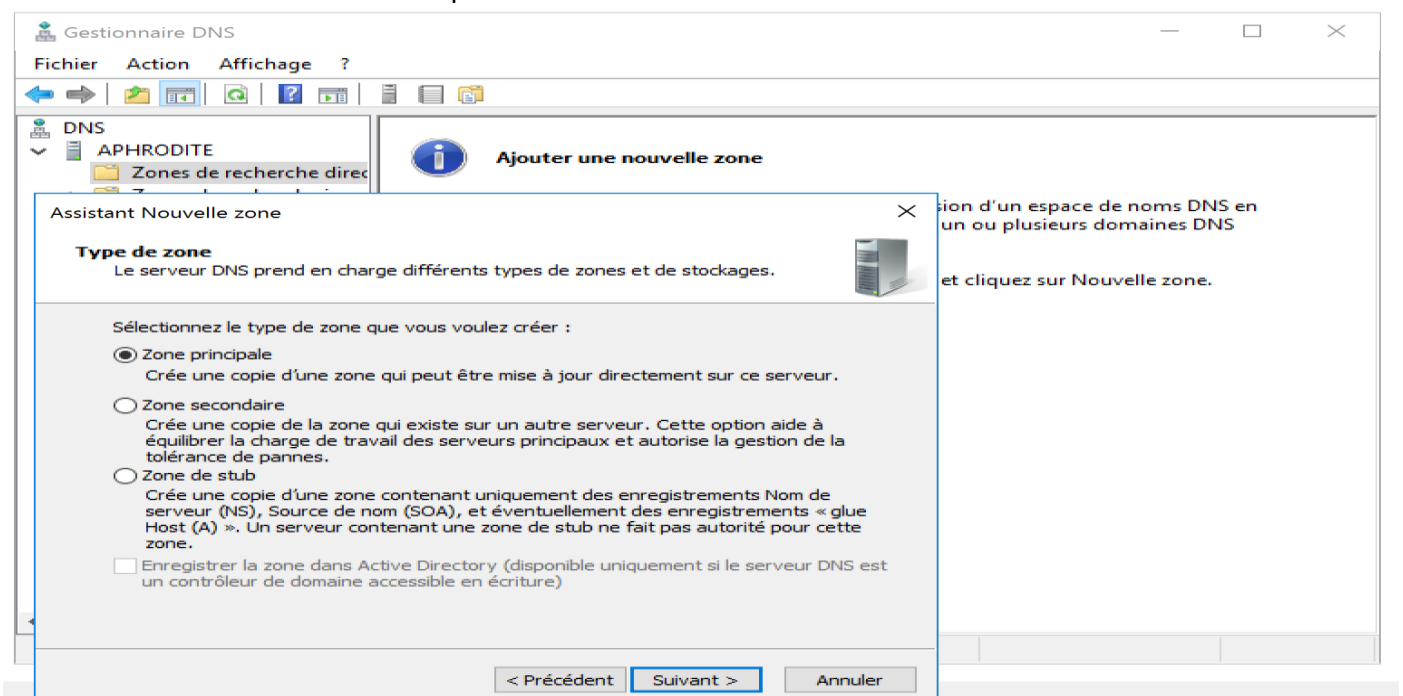 Gestionnaire DNS
Fichier Action Affichage ?
DNS
APHRODITE
Zones de recherche direc
Ajouter une nouvelle zone
sion d'un espace de noms DNS en
un ou plusieurs domaines DNS
et cliquez sur Nouvelle zone.
Assistant Nouvelle zone
Type de zone
Le serveur DNS prend en charge différents types de zones et de stockages.
Sélectionnez le type de zone que vous voulez créer :
Zone principale
Crée une copie d'une zone qui peut être mise à jour directement sur ce serveur.
Zone secondaire
Crée une copie de la zone qui existe sur un autre serveur. Cette option aide à
équilibrer la charge de travail des serveurs principaux et autorise la gestion de la
tolérance de pannes.
Zone de stub
Crée une copie d'une zone contenant uniquement des enregistrements Nom de
serveur (NS), Source de nom (SOA), et éventuellement des enregistrements « glue
Host (A) ». Un serveur contenant une zone de stub ne fait pas autorité pour cette
zone.
Enregistrer la zone dans Active Directory (disponible uniquement si le serveur DNS est
un contrôleur de domaine accessible en écriture)
< Précédent Suivant > Annuler